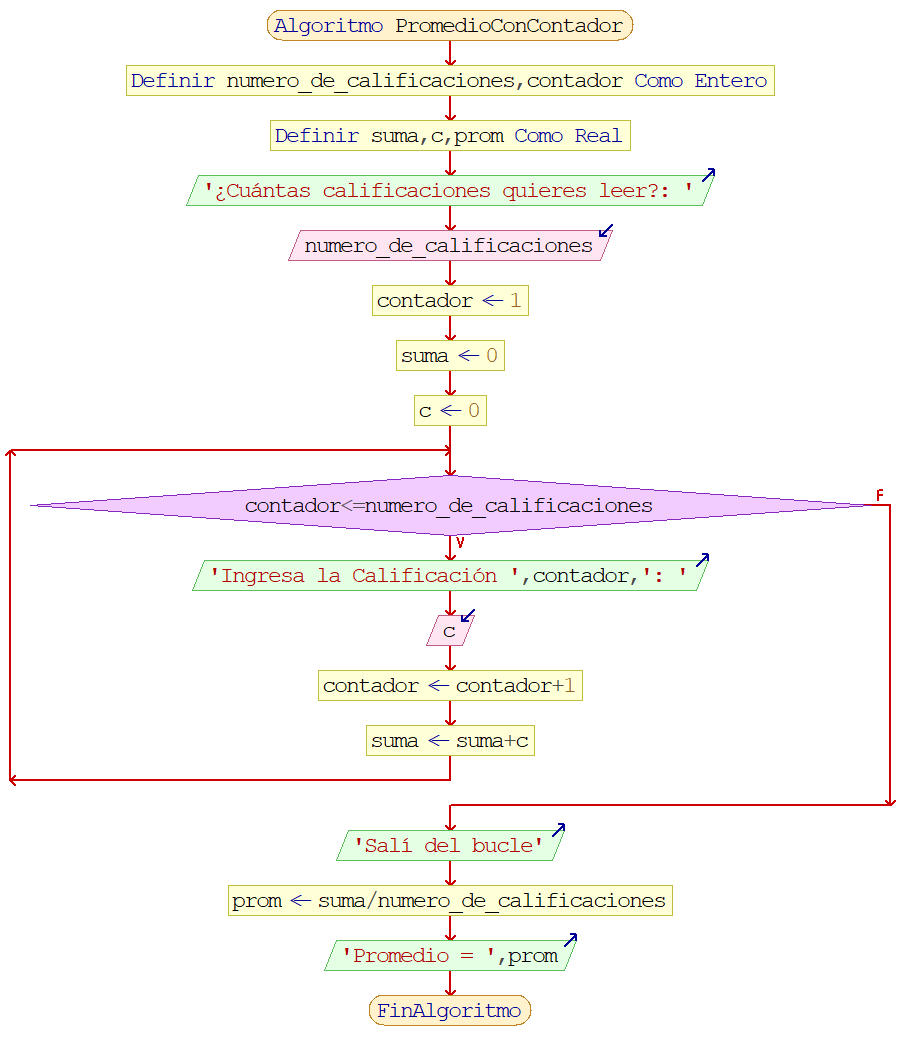 Algoritmo PromedioConContador
Definir numero_de_calificaciones,contador Como Entero
Definir suma,c,prom Como Real
'¿Cuántas calificaciones quieres leer?: '
numero_de_calificaciones
contador ← 1
suma ← 0
c ← 0
contador<=numero_de_calificaciones
F
V
'Ingresa la Calificación ',contador,': '
c
contador ← contador+1
suma ← suma+c
'Salí del bucle'
prom ← suma/numero_de_calificaciones
'Promedio = ',prom
FinAlgoritmo